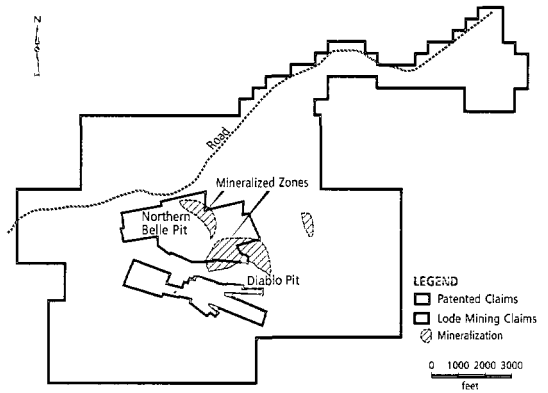 N
Road
Mineralized Zones
Northern
Belle Pit
Diablo Pit
LEGEND
Patented Claims
Lode Mining Claims
Mineralization
0 1000 2000 3000
feet